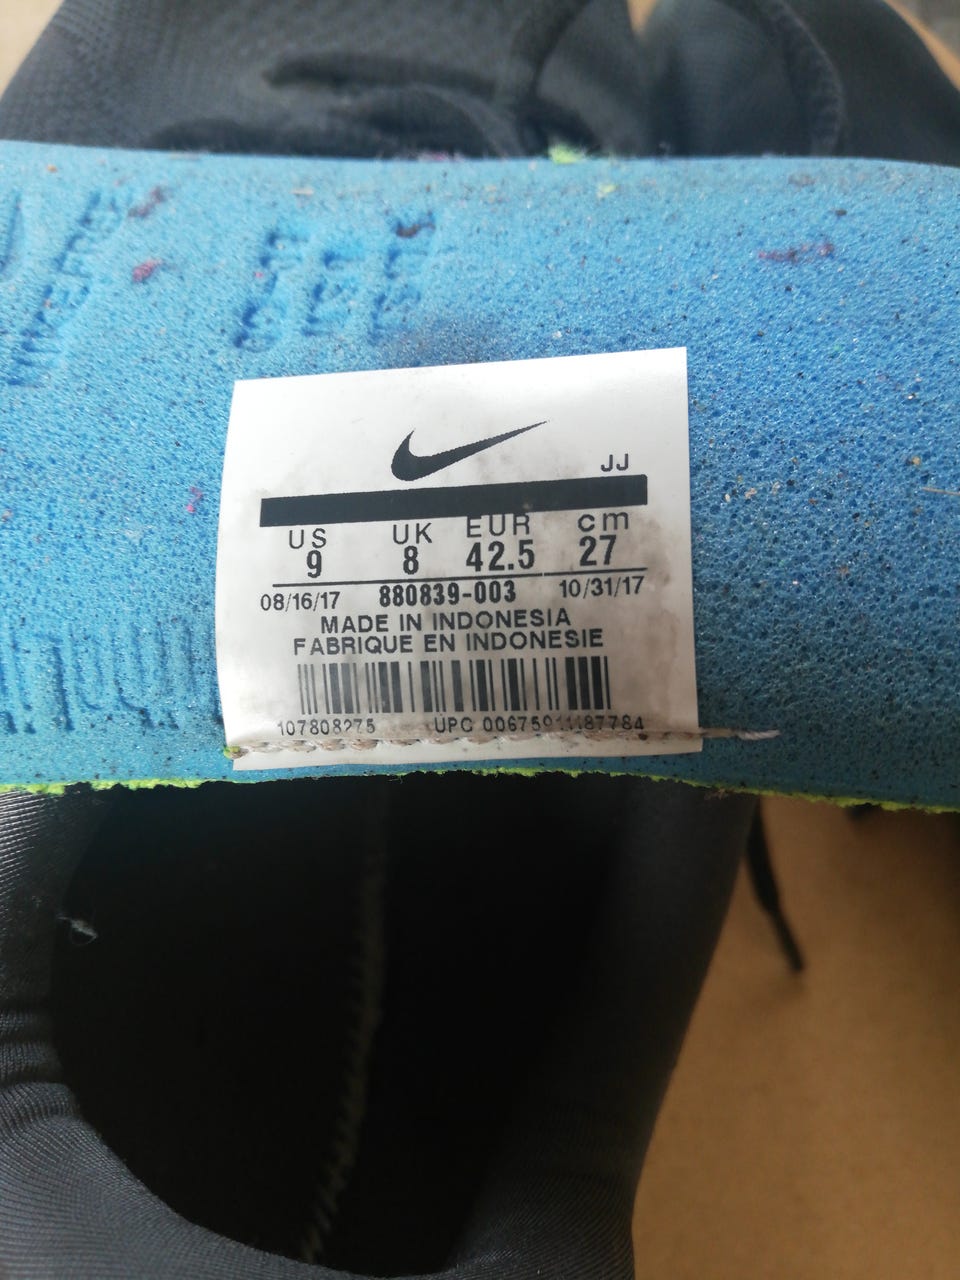 JJ
US UK EUR cm
9 8 42.5 27
08/16/17 880839-003 10/31/17
MADE IN INDONESIA
FABRIQUE EN INDONESIE
107808275 UPC